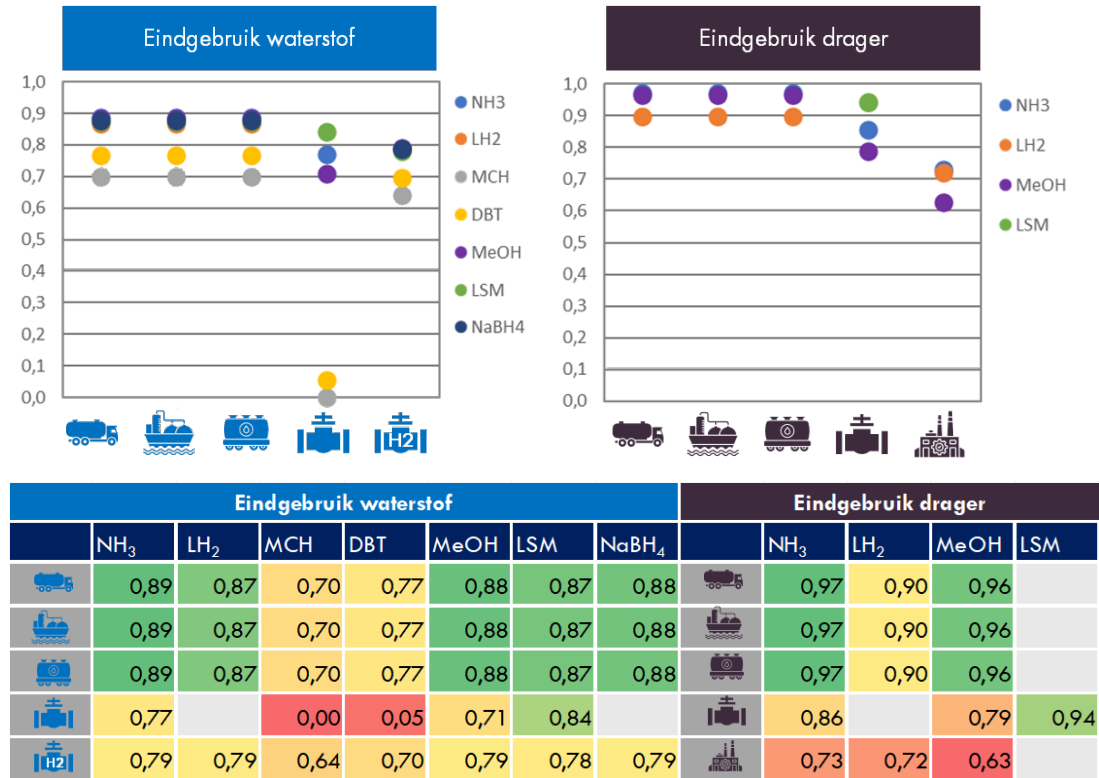 Eindgebruik waterstof
1,0
0,9
0,8
0,7
0,6
0,5
0,4
0,3
0,2
0,1
0,0
NH3
LH2
MCH
DBT
MeOH
LSM
NaBH4
H2
Eindgebruik drager
1,0
0,9
0,8
0,7
0,6
0,5
0,4
0,3
0,2
0,1
0,0
NH3
LH2
MeOH
LSM
Eindgebruik waterstof Eindgebruik drager
NH₃ LH₂ MCH DBT MeOH LSM NaBH₄ NH₃ LH₂ MeOH LSM
0,89 0,87 0,70 0,77 0,88 0,87 0,88 0,97 0,90 0,96
0,89 0,87 0,70 0,77 0,88 0,87 0,88 0,97 0,90 0,96
0,89 0,87 0,70 0,77 0,88 0,87 0,88 0,97 0,90 0,96
0,77 0,00 0,05 0,71 0,84 0,86 0,79 0,94
H2 0,79 0,79 0,64 0,70 0,79 0,78 0,79 0,73 0,72 0,63